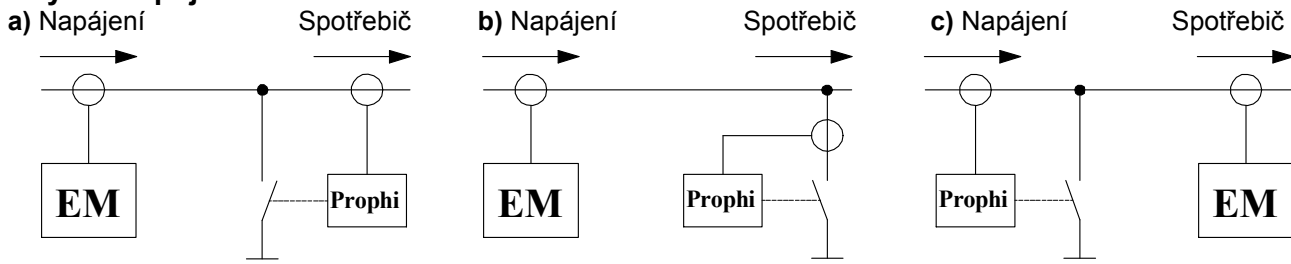 a) Napájení Spotřebič b) Napájení Spotřebič c) Napájení Spotřebič
EM Prophi EM Prophi Prophi EM